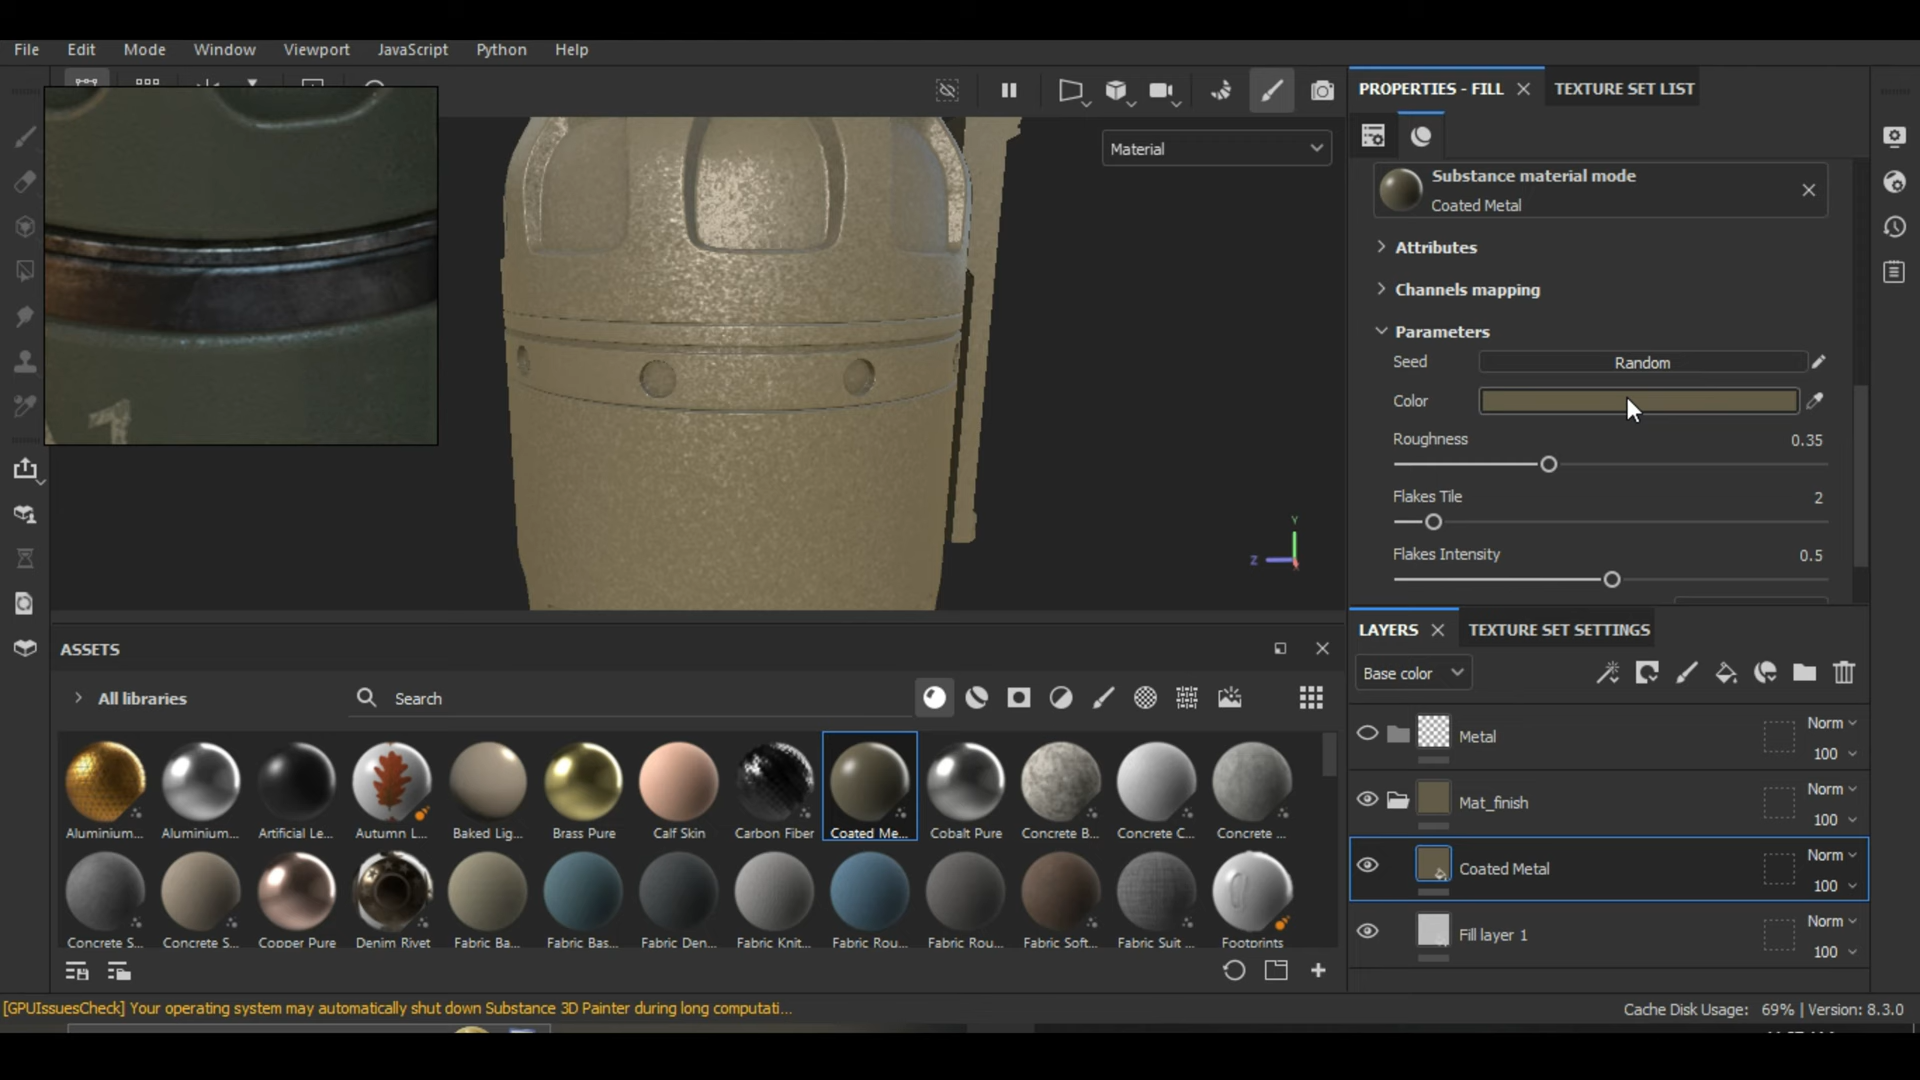 File Edit Mode Window Viewport JavaScript Python Help
PROPERTIES - FILL
TEXTURE SET LIST
Material
Substance material mode
Coated Metal
Attributes
Channels mapping
Parameters
Seed Random
Color
Roughness 0.35
Flakes Tile 2
Flakes Intensity 0.5
1
Y
Z
LAYERS
TEXTURE SET SETTINGS
Base color
Metal Norm 100
Mat_finish Norm 100
Coated Metal Norm 100
Fill layer 1 Norm 100
ASSETS
All libraries
Search
Aluminium... Aluminium... Artificial Le... Autumn L... Baked Lig... Brass Pure Calf Skin Carbon Fiber Coated Me... Cobalt Pure Concrete B... Concrete C... Concrete ...
Concrete S... Concrete S... Copper Pure Denim Rivet Fabric Ba... Fabric Bas... Fabric Den... Fabric Knit... Fabric Rou... Fabric Rou... Fabric Soft... Fabric Suit ... Footprints
[GPUIssuesCheck] Your operating system may automatically shut down Substance 3D Painter during long computati...
Cache Disk Usage: 69% | Version: 8.3.0